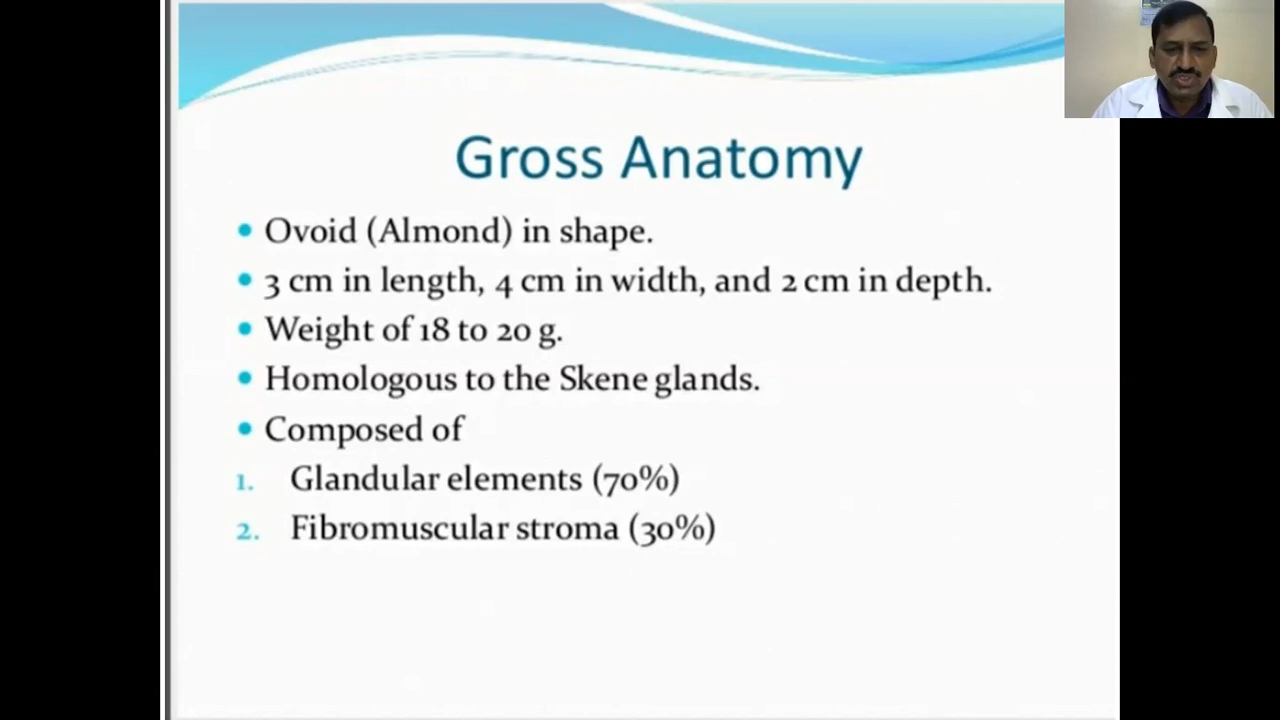 Gross Anatomy
• Ovoid (Almond) in shape.
• 3 cm in length, 4 cm in width, and 2 cm in depth.
• Weight of 18 to 20 g.
• Homologous to the Skene glands.
• Composed of
1. Glandular elements (70%)
2. Fibromuscular stroma (30%)